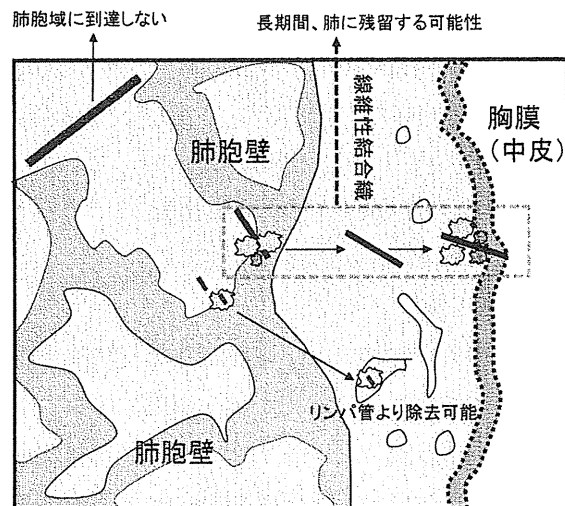 肺胞域に到達しない
長期間、肺に残留する可能性
線維性結合織
胸膜
（中皮）
肺胞壁
リンパ管より除去可能
肺胞壁